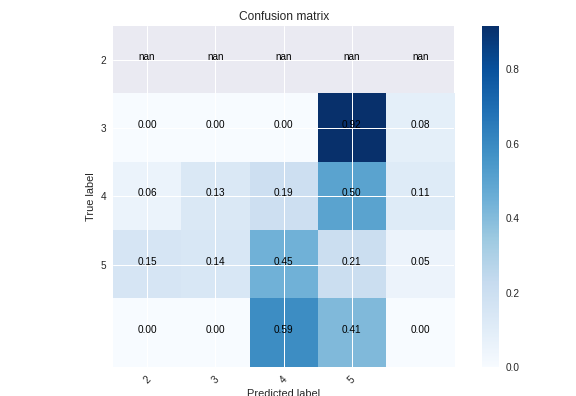 Confusion matrix
2 nan nan nan nan nan
3 0.00 0.00 0.00 0.92 0.08
4 0.06 0.13 0.19 0.50 0.11
5 0.15 0.14 0.45 0.21 0.05
0.00 0.00 0.59 0.41 0.00
2 3 4 5
True label
Predicted label
0.8
0.6
0.4
0.2
0.0